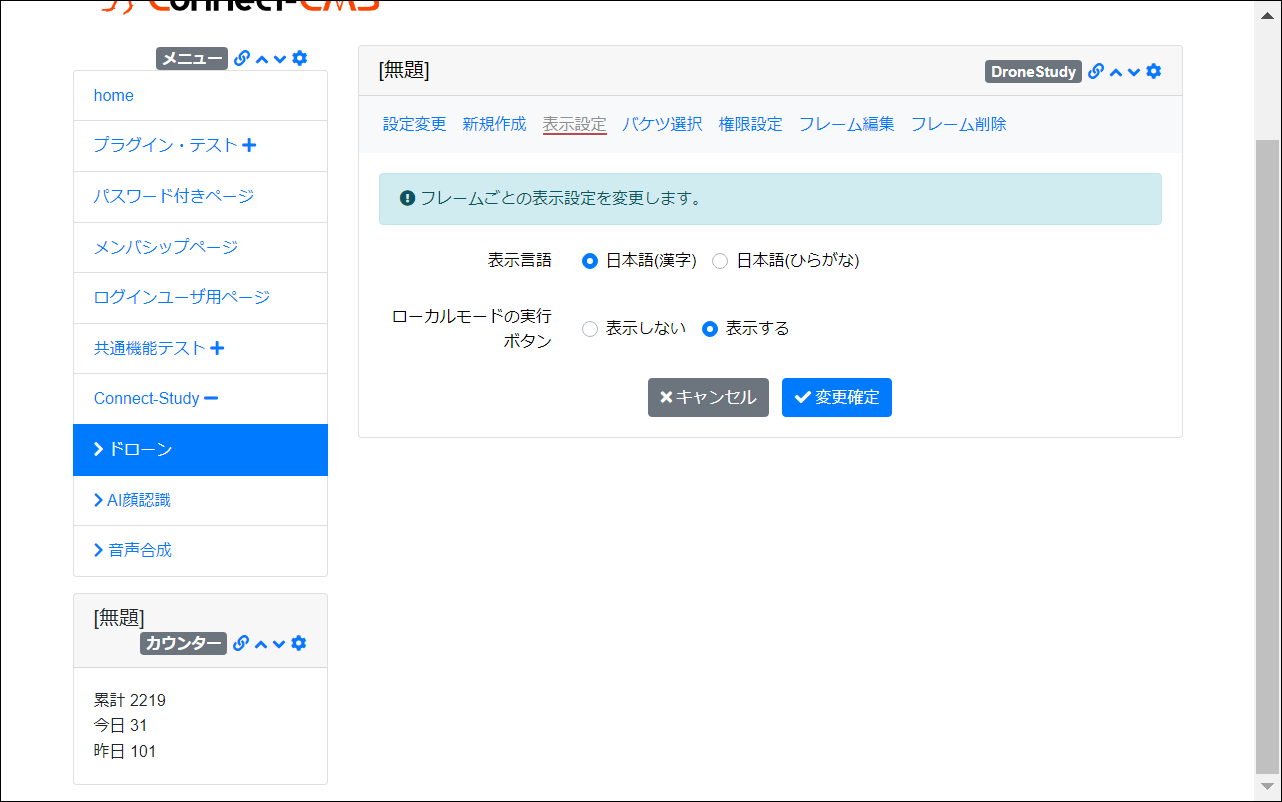 Connect-CMS
メニュー
home
プラグイン・テスト
パスワード付きページ
メンバシップページ
ログインユーザ用ページ
共通機能テスト
Connect-Study
ドローン
AI顔認識
音声合成
[無題]
カウンター
累計 2219
今日 31
昨日 101
[無題]
DroneStudy
設定変更 新規作成 表示設定 バケツ選択 権限設定 フレーム編集 フレーム削除
フレームごとの表示設定を変更します。
表示言語 日本語(漢字) 日本語(ひらがな)
ローカルモードの実行
ボタン
表示しない 表示する
キャンセル 変更確定